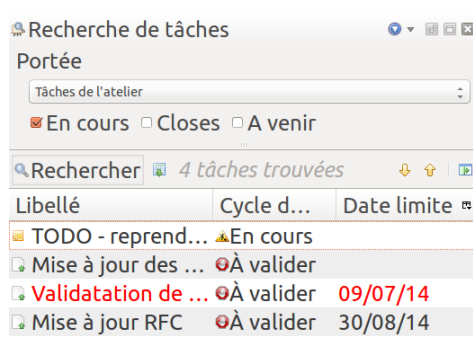 Recherche de tâches
Portée
Tâches de l'atelier
En cours Closes A venir
Rechercher 4 tâches trouvées
Libellé Cycle d... Date limite
TODO - reprend... En cours
Mise à jour des ... À valider
Validatation de ... À valider 09/07/14
Mise à jour RFC À valider 30/08/14